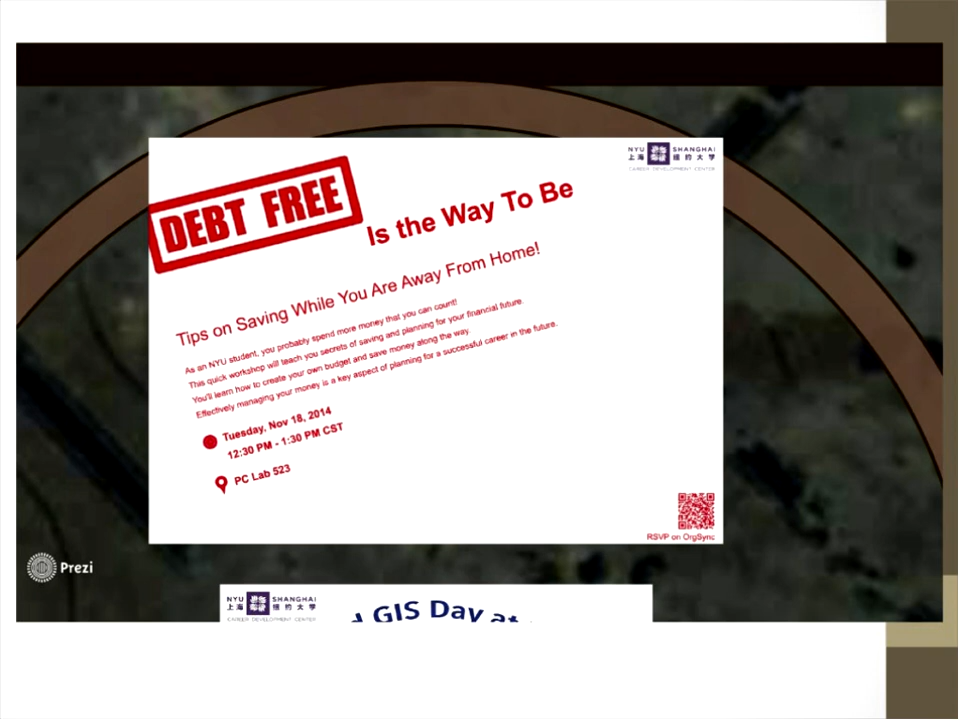 NYU SHANGHAI
上海 纽约大学
CAREER DEVELOPMENT CENTER
DEBT FREE
Is the Way To Be
Tips on Saving While You Are Away From Home!
As an NYU student, you probably spend more money that you can count!
This quick workshop will teach you secrets of saving and planning for your financial future.
You'll learn how to create your own budget and save money along the way.
Effectively managing your money is a key aspect of planning for a successful career in the future.
Tuesday, Nov 18, 2014
12:30 PM - 1:30 PM CST
PC Lab 523
RSVP on OrgSync
Prezi
NYU SHANGHAI
上海 纽约大学
CAREER DEVELOPMENT CENTER
GIS Day at